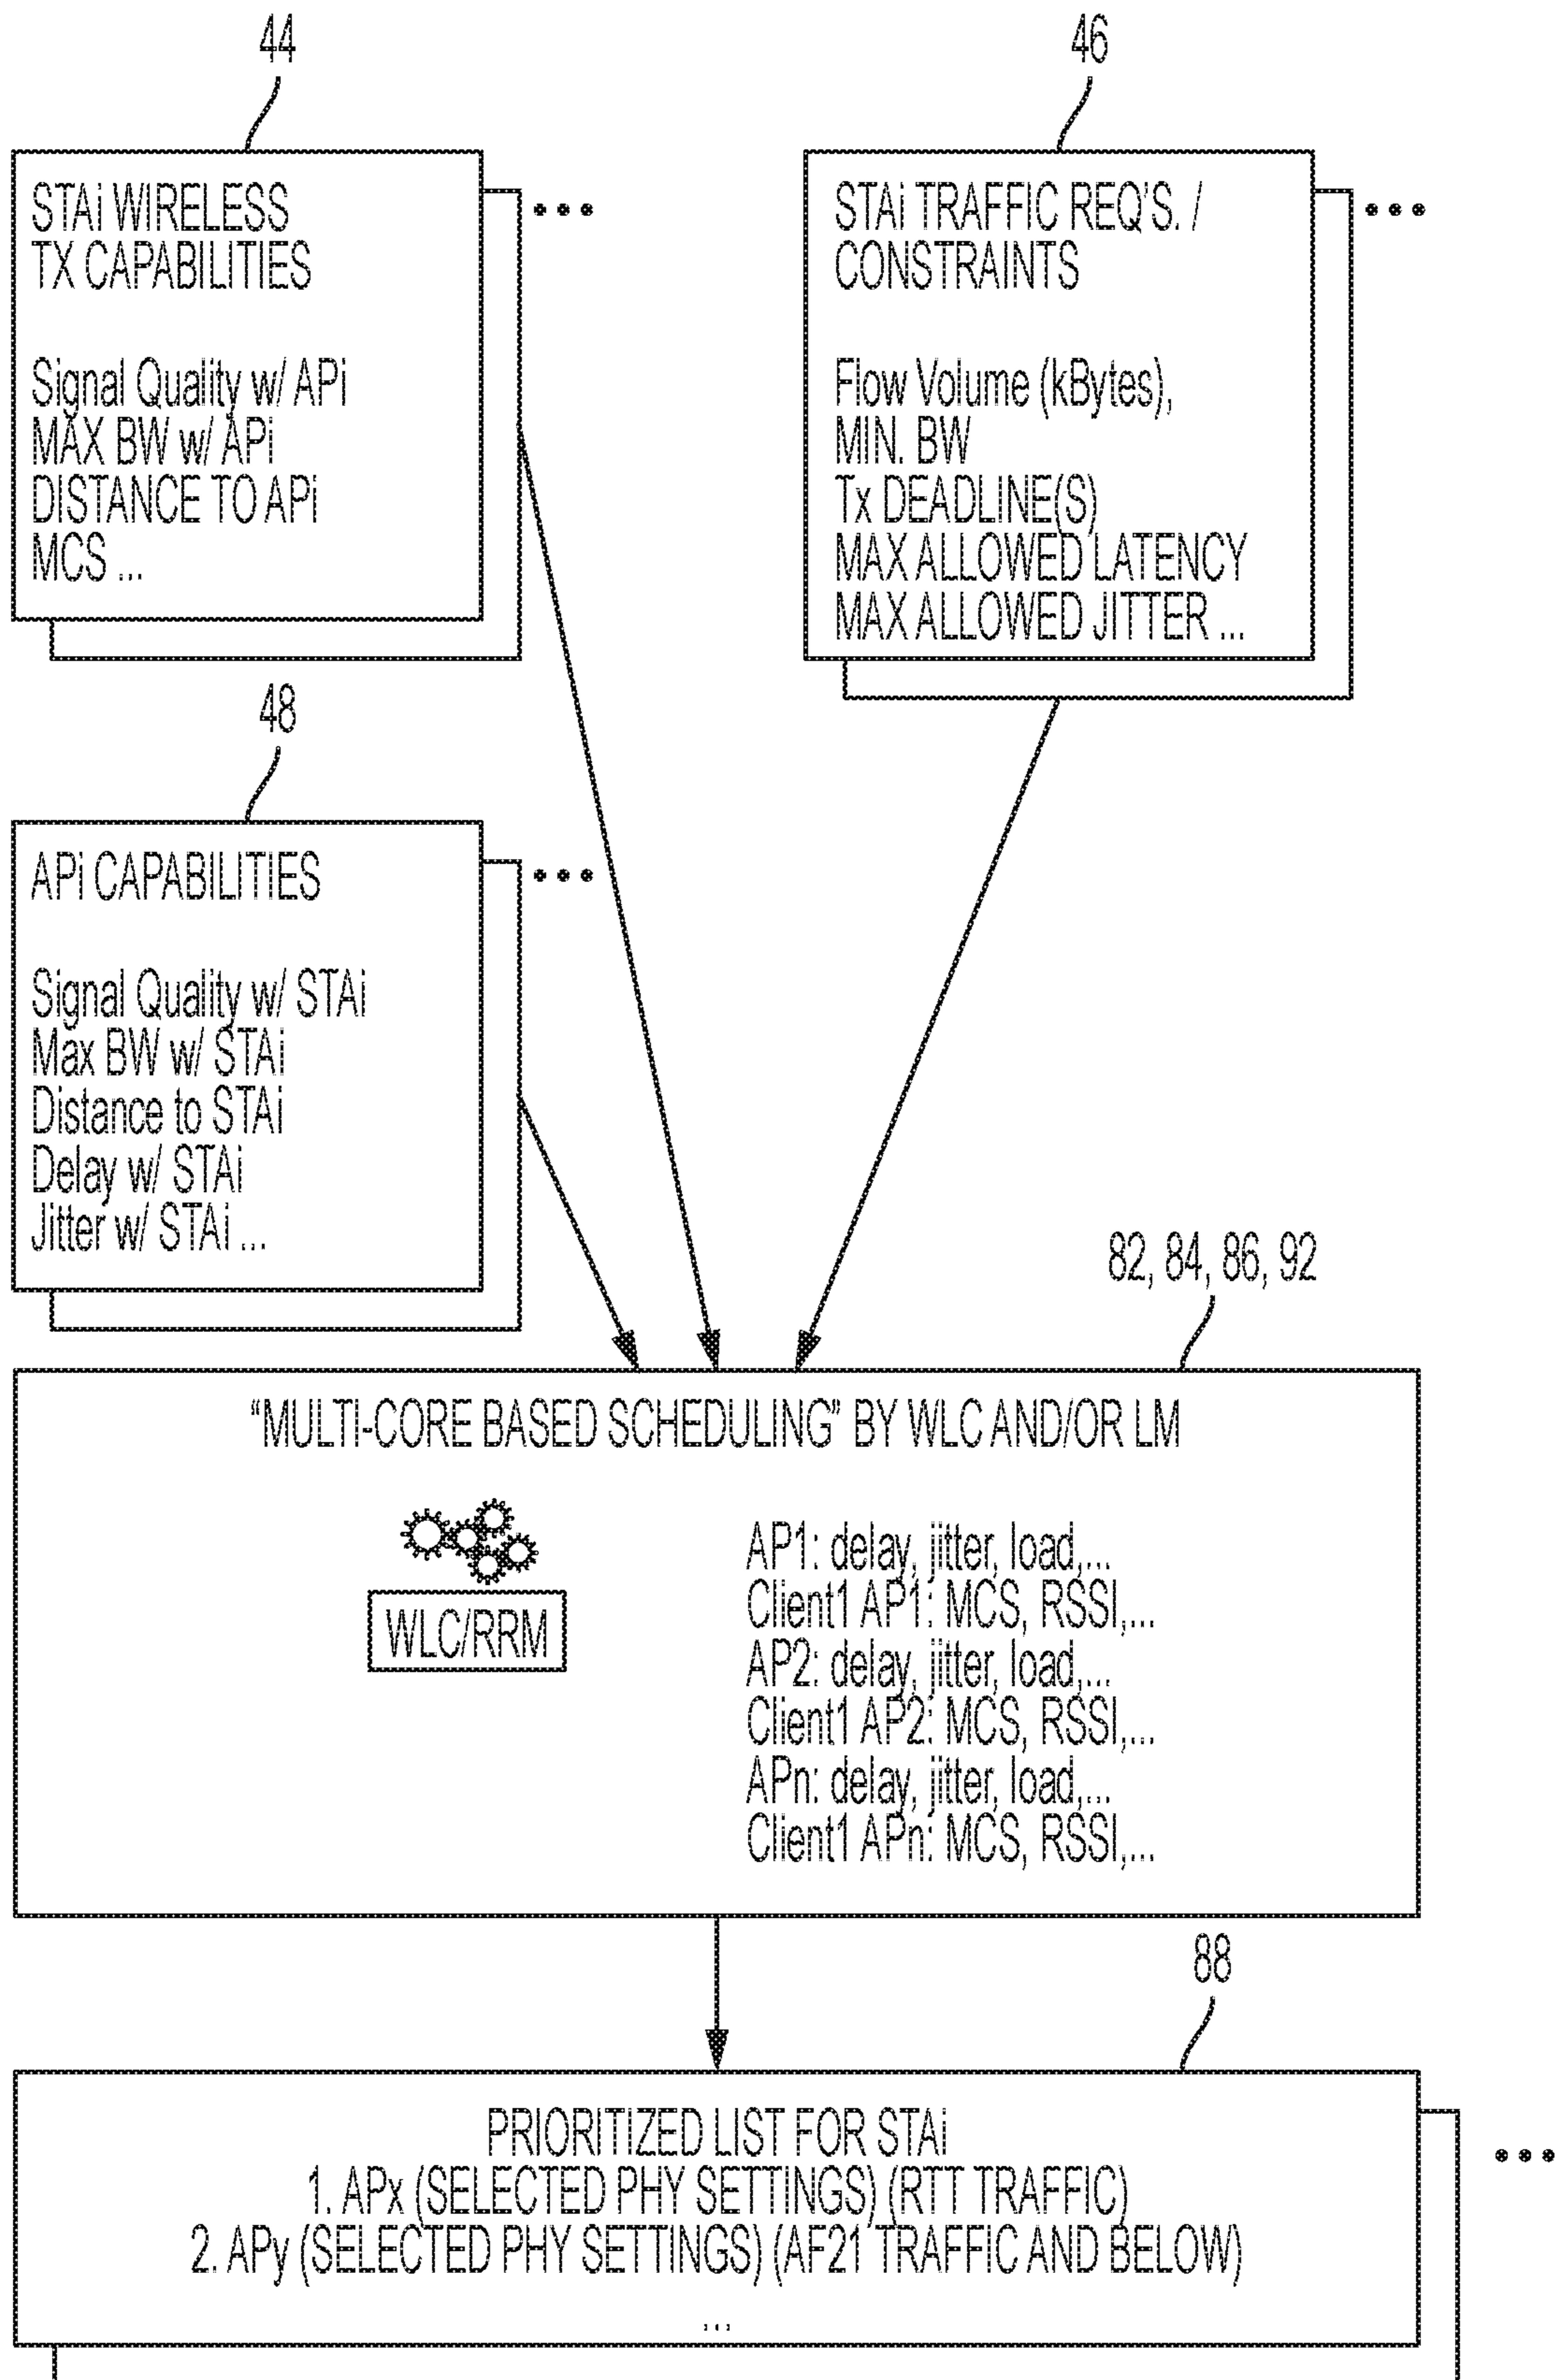 44
STAi WIRELESS
TX CAPABILITIES
Signal Quality w/ APi
MAX BW w/ APi
DISTANCE TO APi
MCS ...
...
46
STAi TRAFFIC REQ'S. /
CONSTRAINTS
Flow Volume (kBytes),
MIN. BW
Tx DEADLINE(S)
MAX ALLOWED LATENCY
MAX ALLOWED JITTER ...
...
48
APi CAPABILITIES
Signal Quality w/ STAi
Max BW w/ STAi
Distance to STAi
Delay w/ STAi
Jitter w/ STAi ...
...
82, 84, 86, 92
"MULTI-CORE BASED SCHEDULING" BY WLC AND/OR LM
WLC/RRM
AP1: delay, jitter, load,...
Client1 AP1: MCS, RSSI,...
AP2: delay, jitter, load,...
Client1 AP2: MCS, RSSI,...
APn: delay, jitter, load,...
Client1 APn: MCS, RSSI,...
88
PRIORITIZED LIST FOR STAi
1. APx (SELECTED PHY SETTINGS) (RTT TRAFFIC)
2. APy (SELECTED PHY SETTINGS) (AF21 TRAFFIC AND BELOW)
...
...